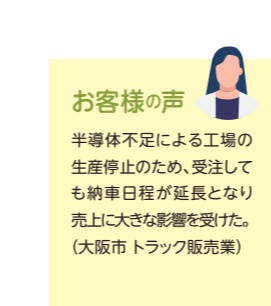 お客様の声
半導体不足による工場の
生産停止のため、受注して
も納車日程が延長となり
売上に大きな影響を受けた。
（大阪市 トラック販売業）